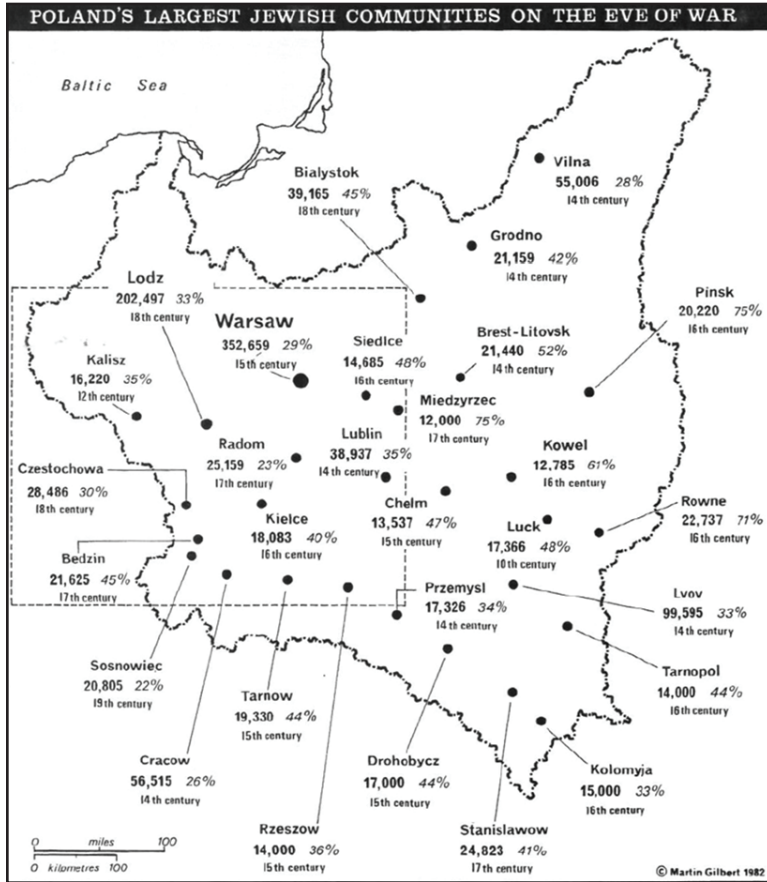 POLAND'S LARGEST JEWISH COMMUNITIES ON THE EVE OF WAR
Baltic Sea
Vilna
55,006 28%
14th century
Bialystok
39,165 45%
18th century
Grodno
21,159 42%
14th century
Lodz
202,497 33%
18th century
Pinsk
20,220 75%
16th century
Warsaw
352,659 29%
15th century
Siedlce
14,685 48%
16th century
Brest-Litovsk
21,440 52%
14th century
Kalisz
16,220 35%
12th century
Miedzyrzec
12,000 75%
17th century
Radom
25,159 23%
17th century
Lublin
38,937 35%
14th century
Kowel
12,785 61%
16th century
Czestochowa
28,486 30%
18th century
Chelm
13,537 47%
15th century
Rowne
22,737 71%
16th century
Kielce
18,083 40%
16th century
Luck
17,366 48%
10th century
Bedzin
21,625 45%
17th century
Przemysl
17,326 34%
14th century
Lvov
99,595 33%
14th century
Sosnowiec
20,805 22%
19th century
Tarnopol
14,000 44%
16th century
Tarnow
19,330 44%
15th century
Cracow
56,515 26%
14th century
Drohobycz
17,000 44%
15th century
Kolomyja
15,000 33%
16th century
Rzeszow
14,000 36%
15th century
Stanislawow
24,823 41%
17th century
0 miles 100
0 kilometres 100
© Martin Gilbert 1982